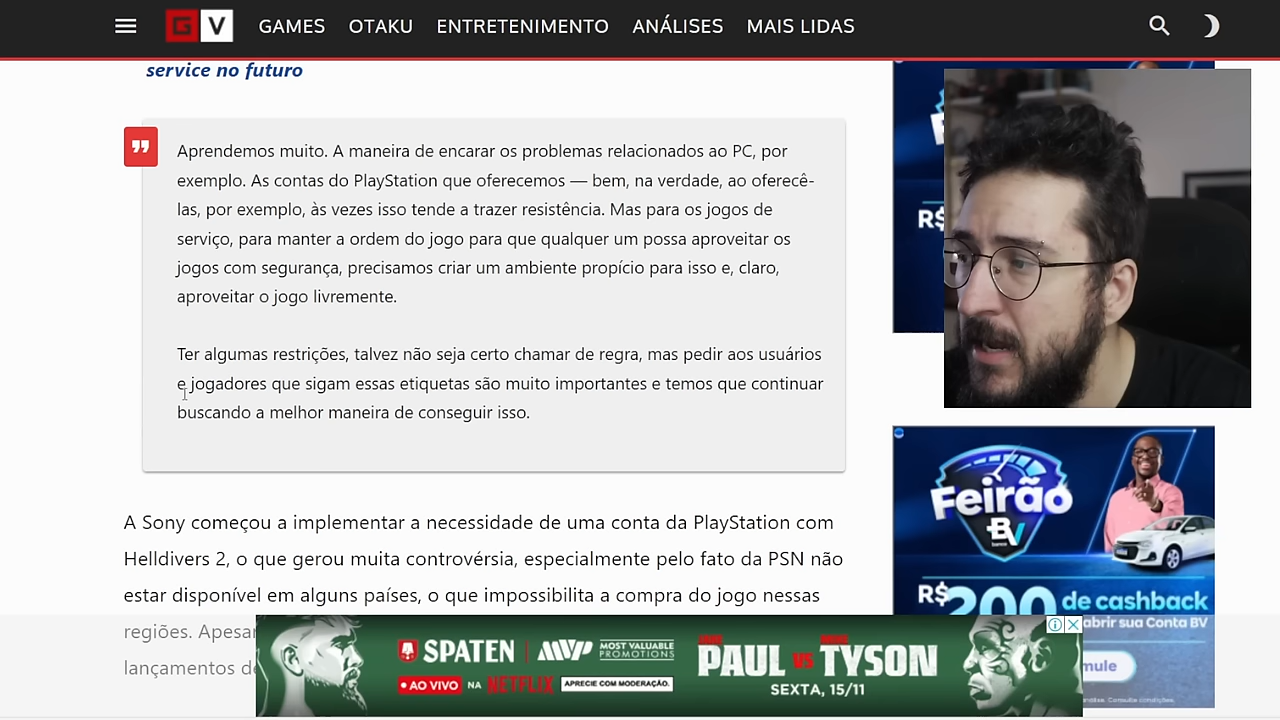 G V GAMES OTAKU ENTRETENIMENTO ANÁLISES MAIS LIDAS
service no futuro
Aprendemos muito. A maneira de encarar os problemas relacionados ao PC, por
exemplo. As contas do PlayStation que oferecemos — bem, na verdade, ao oferecê-
las, por exemplo, às vezes isso tende a trazer resistência. Mas para os jogos de
serviço, para manter a ordem do jogo para que qualquer um possa aproveitar os
jogos com segurança, precisamos criar um ambiente propício para isso e, claro,
aproveitar o jogo livremente.
Ter algumas restrições, talvez não seja certo chamar de regra, mas pedir aos usuários
e jogadores que sigam essas etiquetas são muito importantes e temos que continuar
buscando a melhor maneira de conseguir isso.
A Sony começou a implementar a necessidade de uma conta da PlayStation com
Helldivers 2, o que gerou muita controvérsia, especialmente pelo fato da PSN não
estar disponível em alguns países, o que impossibilita a compra do jogo nessas
regiões.
lançamentos
R$
Feirão
BV
banco
R$200 de cashback
abrir sua Conta BV
SPATEN
MVP MOST VALUABLE PROMOTIONS
AO VIVO NA NETFLIX APRECIE COM MODERAÇÃO.
PAUL VS TYSON
SEXTA, 15/11